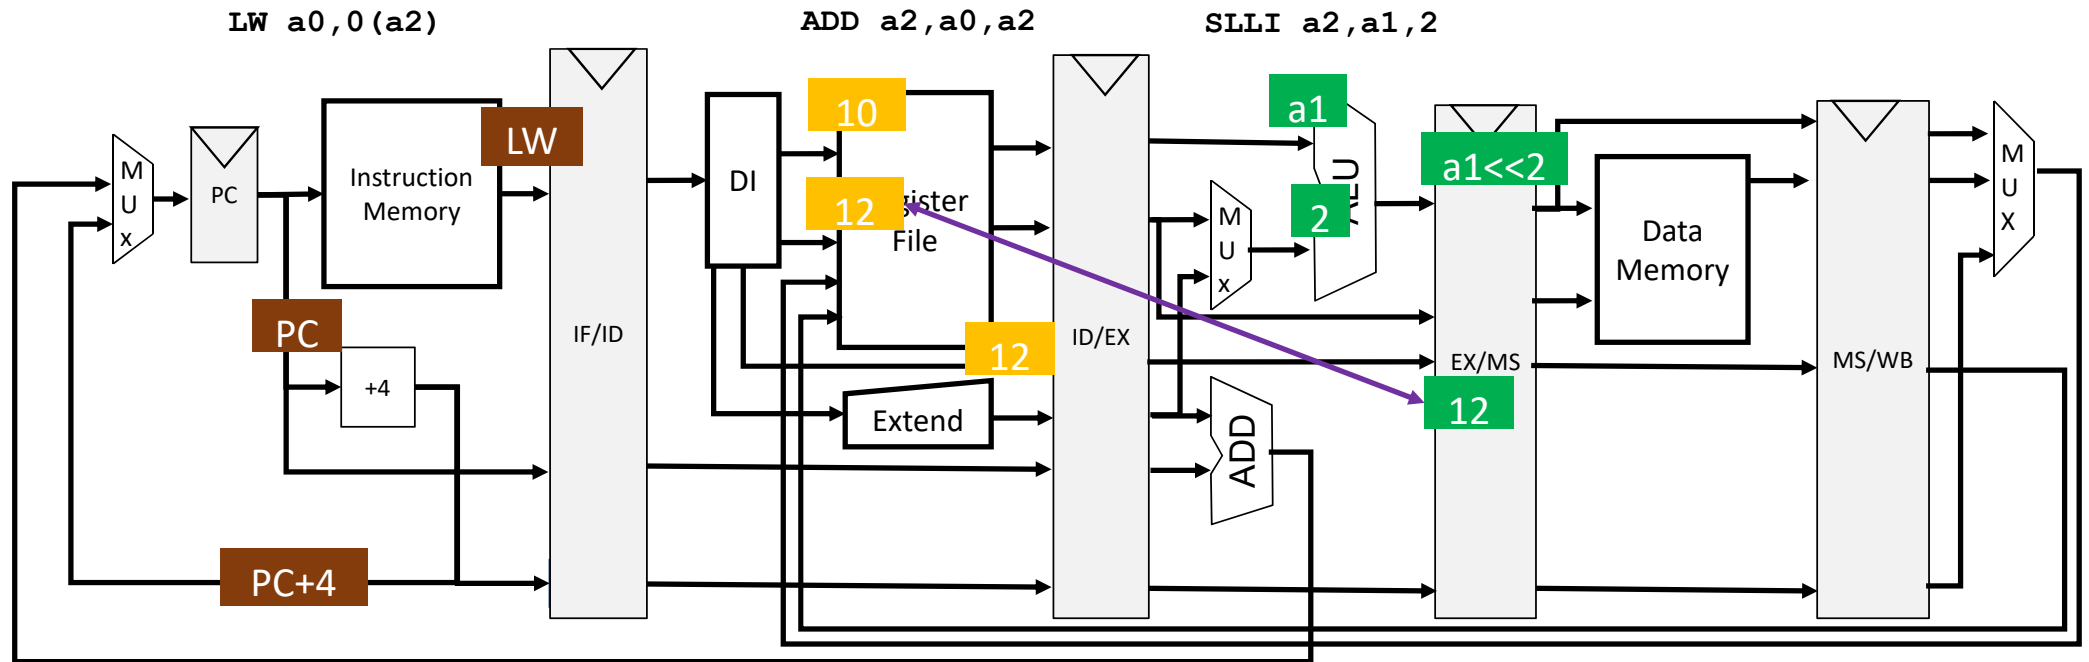 LW a0,0(a2)
ADD a2,a0,a2
SLLI a2,a1,2
M
U
x
PC
Instruction
Memory
LW
PC
+4
PC+4
IF/ID
DI
10
12
gister
File
12
Extend
ID/EX
M
U
x
a1
2
ALU
ADD
a1<<2
EX/MS
12
Data
Memory
MS/WB
M
U
X